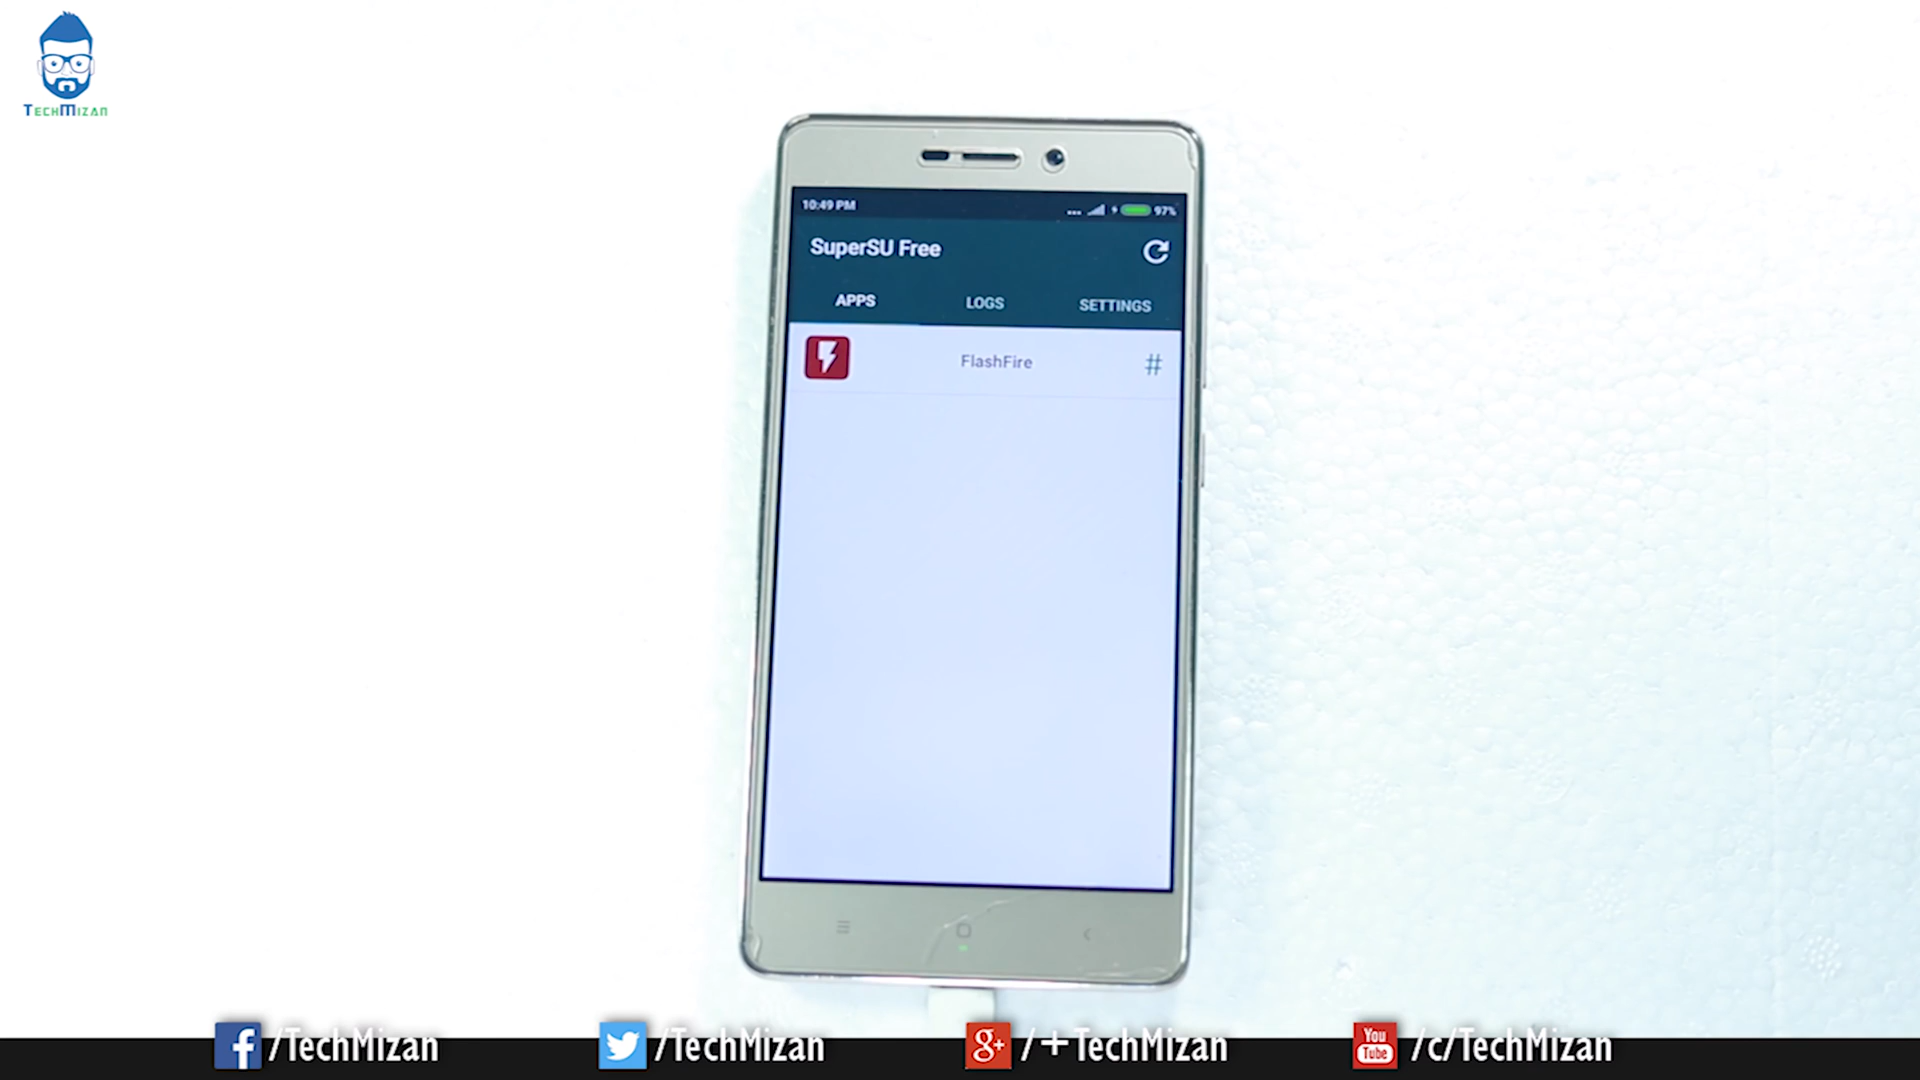 TECHMIZAN
10:49 PM
97%
SuperSU Free
APPS
LOGS
SETTINGS
FlashFire
#
/TechMizan
/TechMizan
g+ /+TechMizan
You Tube /c/TechMizan